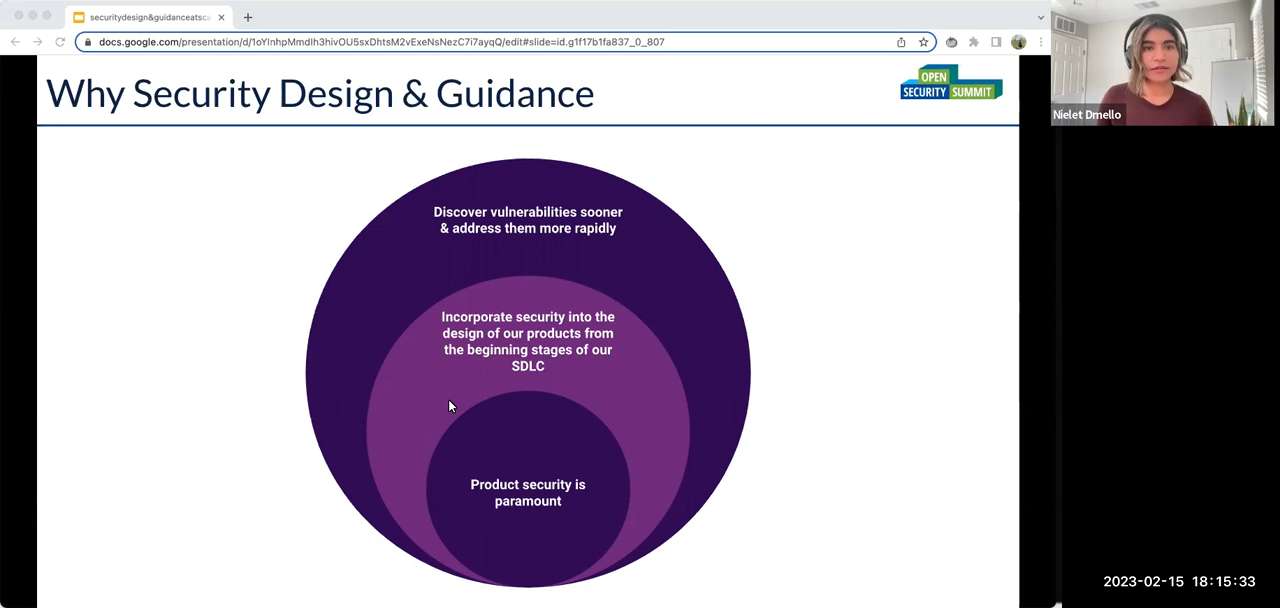 securitydesign&guidanceatsca
docs.google.com/presentation/d/1oYlnhpMmdlh3hivOU5sxDhtsM2vExeNsNezC7i7ayqQ/edit#slide=id.g1f17b1fa837_0_807
Why Security Design & Guidance
OPEN
SECURITY SUMMIT
Nielet Dmello
Discover vulnerabilities sooner
& address them more rapidly
Incorporate security into the
design of our products from
the beginning stages of our
SDLC
Product security is
paramount
2023-02-15 18:15:33